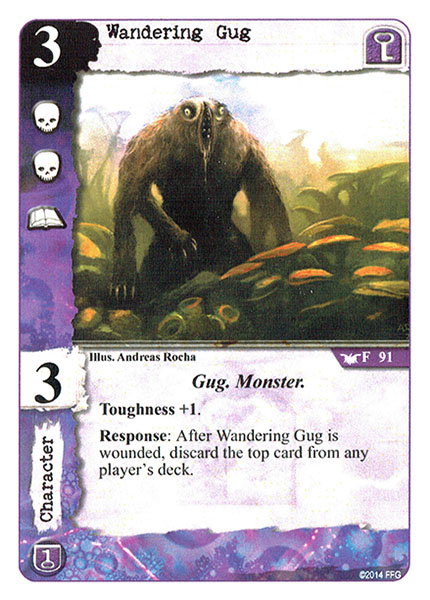 3
Wandering Gug
Illus. Andreas Rocha
F 91
3
Gug. Monster.
Toughness +1.
Response: After Wandering Gug is
wounded, discard the top card from any
player's deck.
Character
1
©2014 FFG